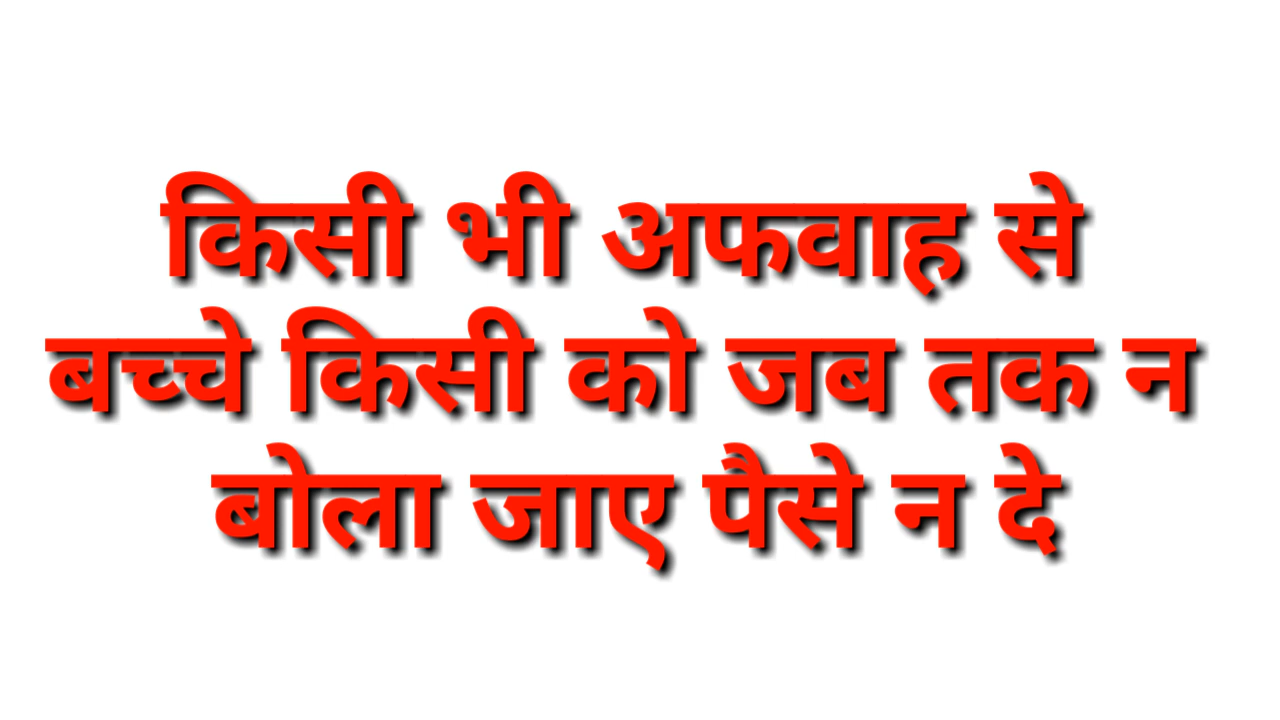 किसी भी अफवाह से
बच्चे किसी को जब तक न
बोला जाए पैसे न दे